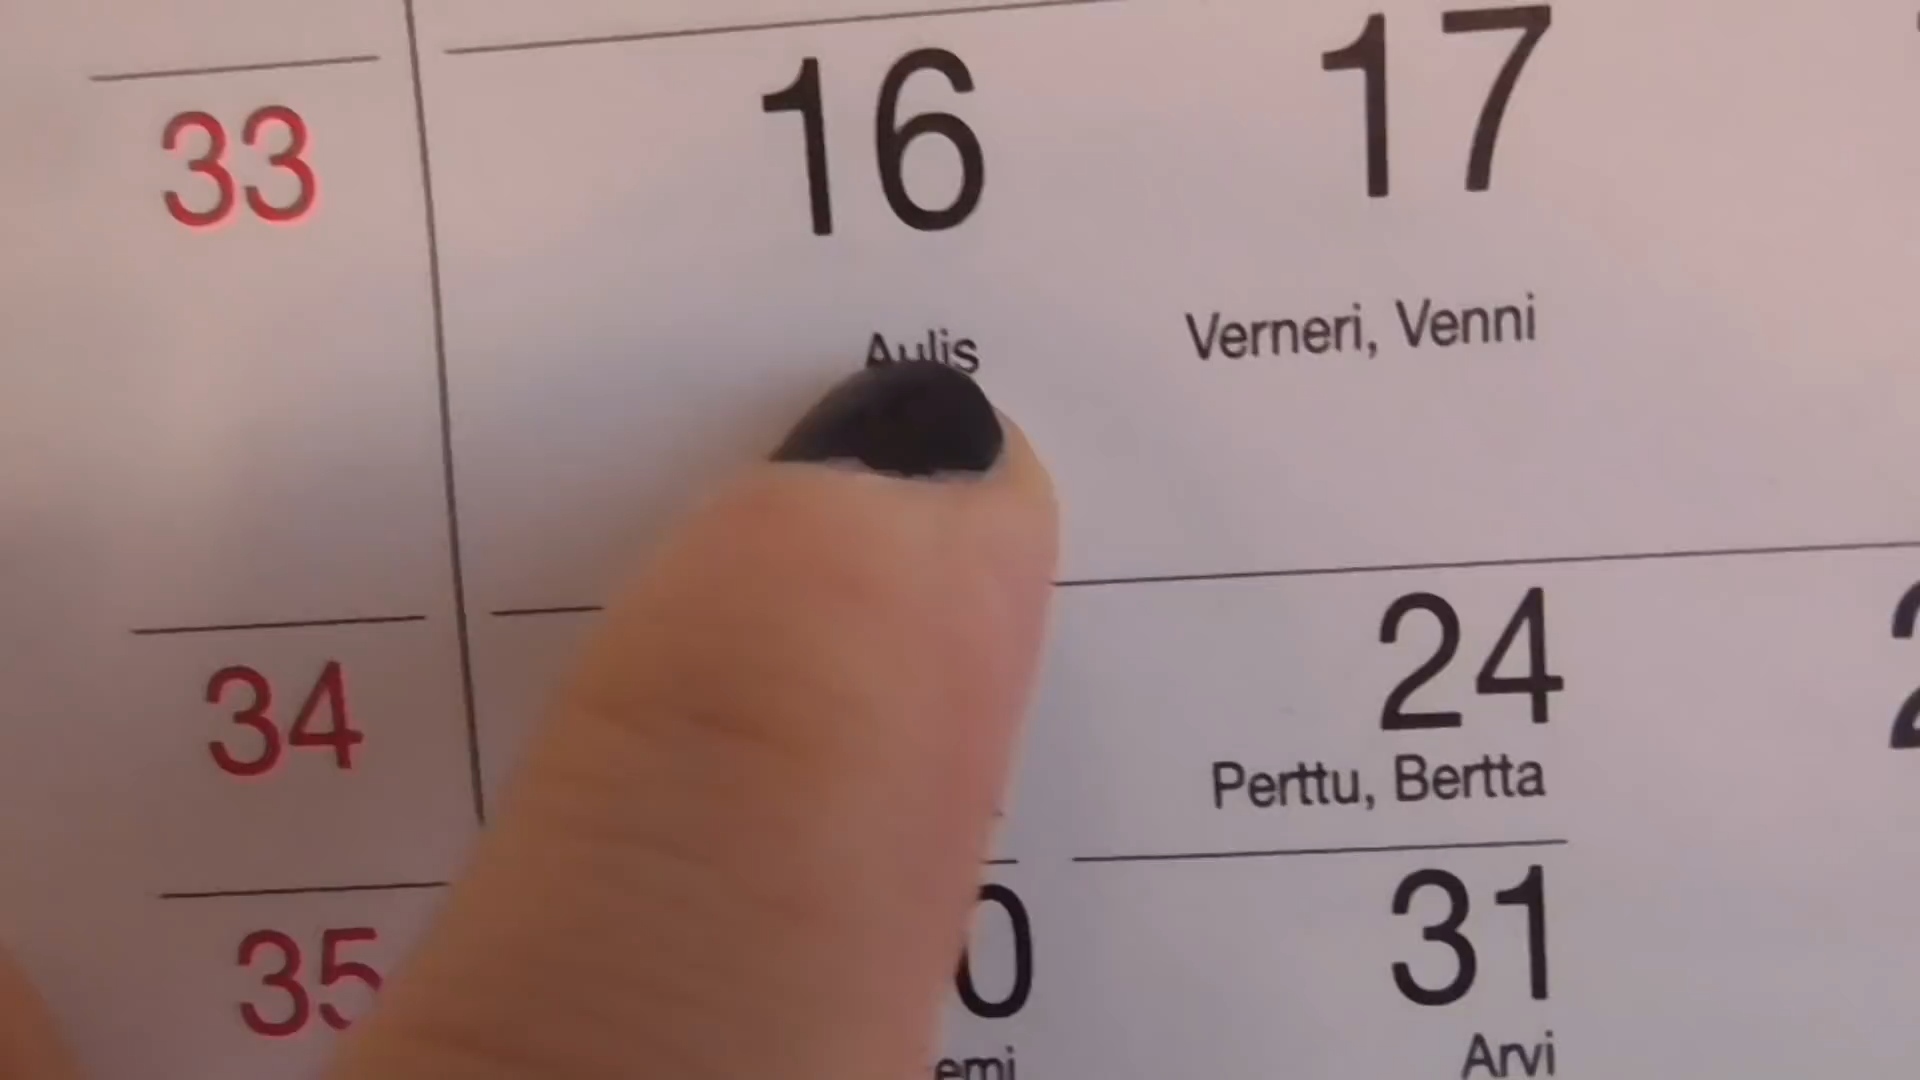 33 16 17
Aulis Verneri, Venni
34 24
Perttu, Bertta
35 31
Arvi